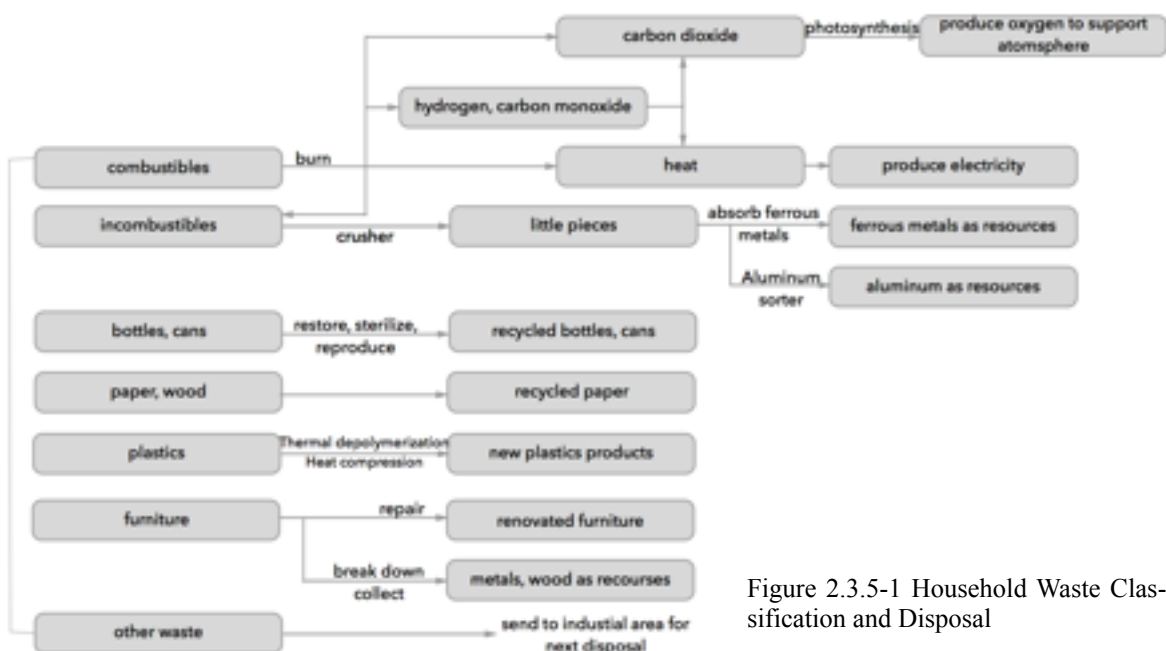 carbon dioxide
photosynthesis
produce oxygen to support
atomsphere
hydrogen, carbon monoxide
combustibles
burn
heat
produce electricity
incombustibles
crusher
little pieces
absorb ferrous
metals
ferrous metals as resources
Aluminum
sorter
aluminum as resources
bottles, cans
restore, sterilize,
reproduce
recycled bottles, cans
paper, wood
recycled paper
plastics
Thermal depolymerization
Heat compression
new plastics products
furniture
repair
renovated furniture
break down
collect
metals, wood as recourses
other waste
send to industial area for
next disposal
Figure 2.3.5-1 Household Waste Clas-
sification and Disposal